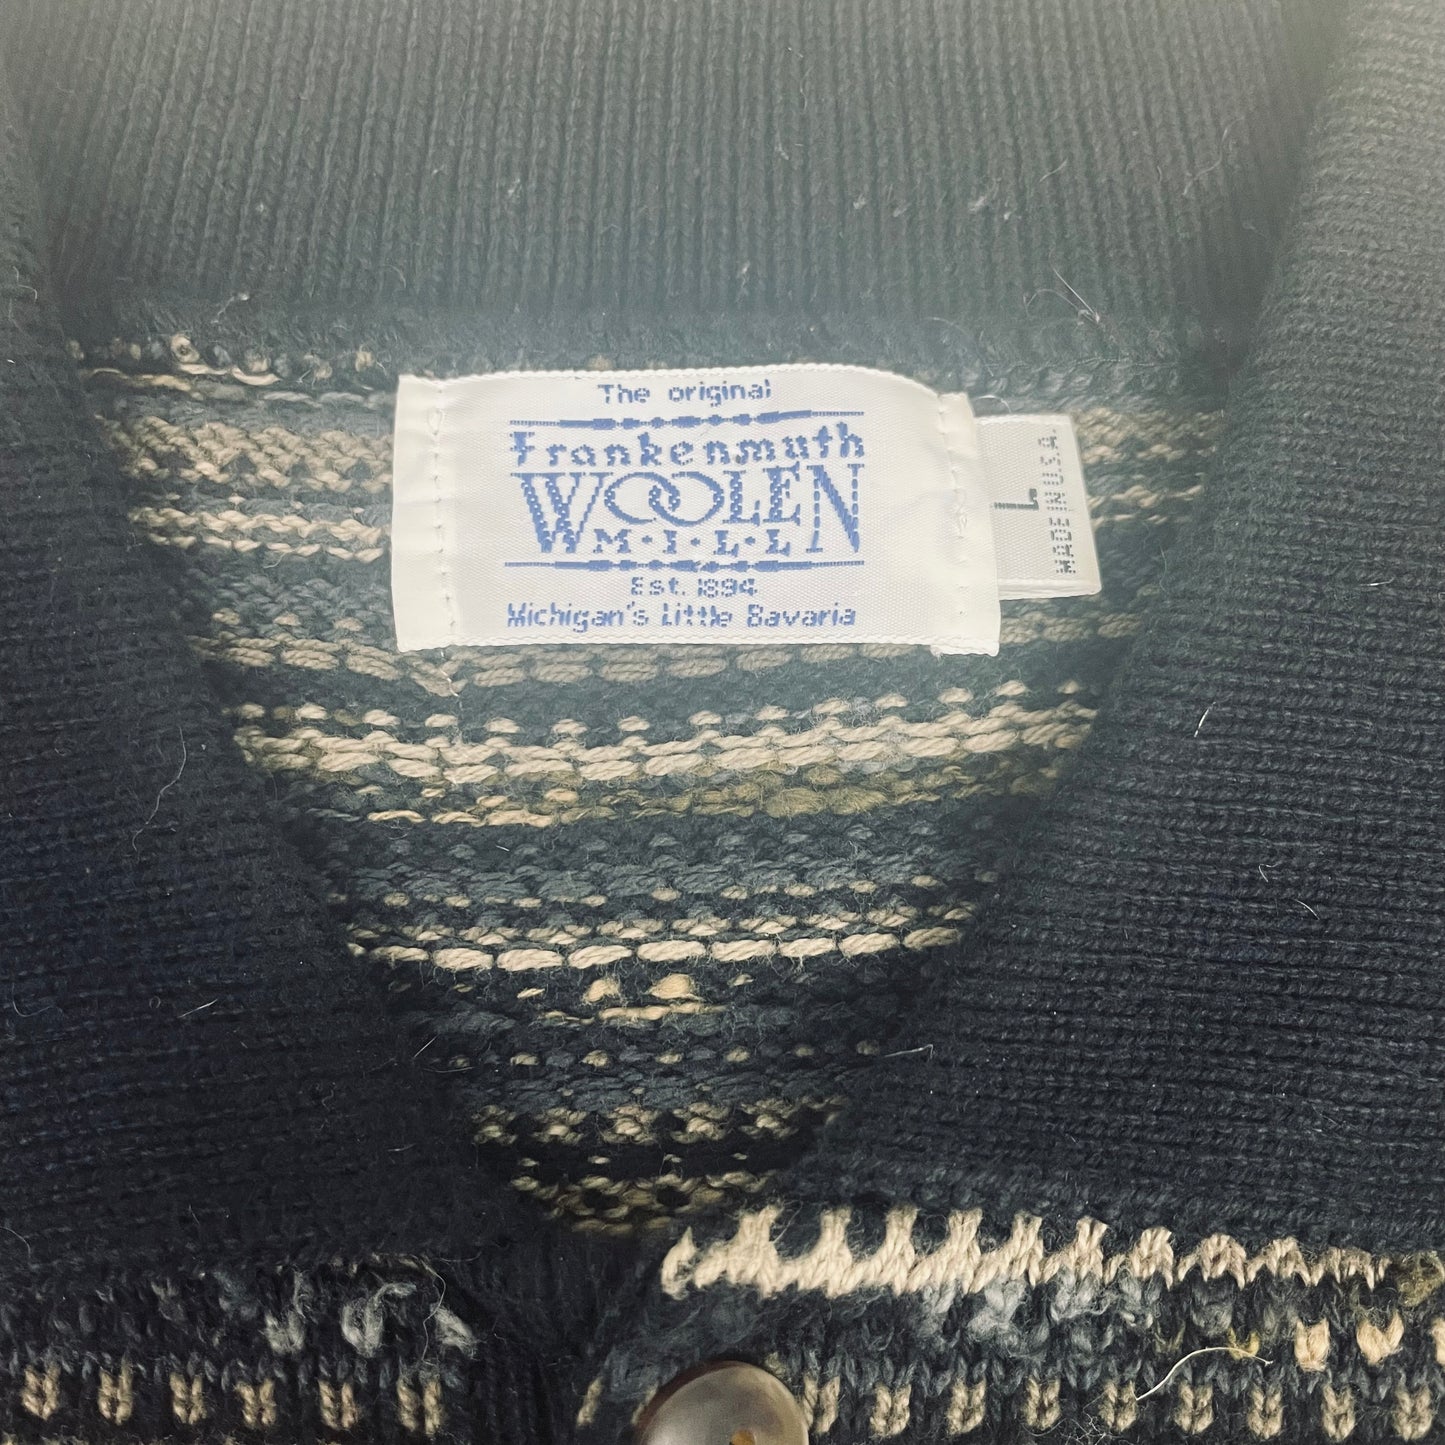 The original
Frankenmuth
WOOLEN
M·I·L·L
Est. 1894
Michigan's Little Bavaria
L
MADE IN U.S.A.